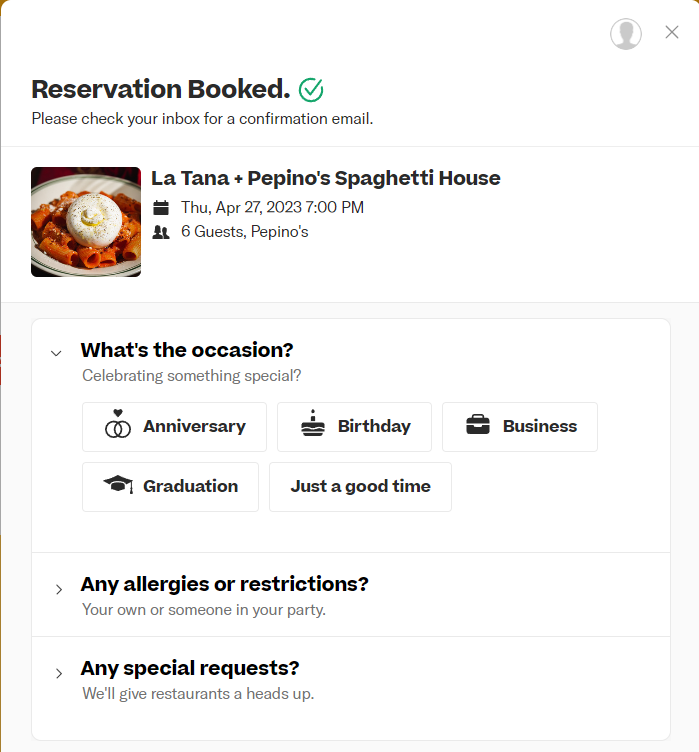 Reservation Booked.
Please check your inbox for a confirmation email.
La Tana + Pepino's Spaghetti House
Thu, Apr 27, 2023 7:00 PM
6 Guests, Pepino's
What's the occasion?
Celebrating something special?
Anniversary
Birthday
Business
Graduation
Just a good time
Any allergies or restrictions?
Your own or someone in your party.
Any special requests?
We'll give restaurants a heads up.